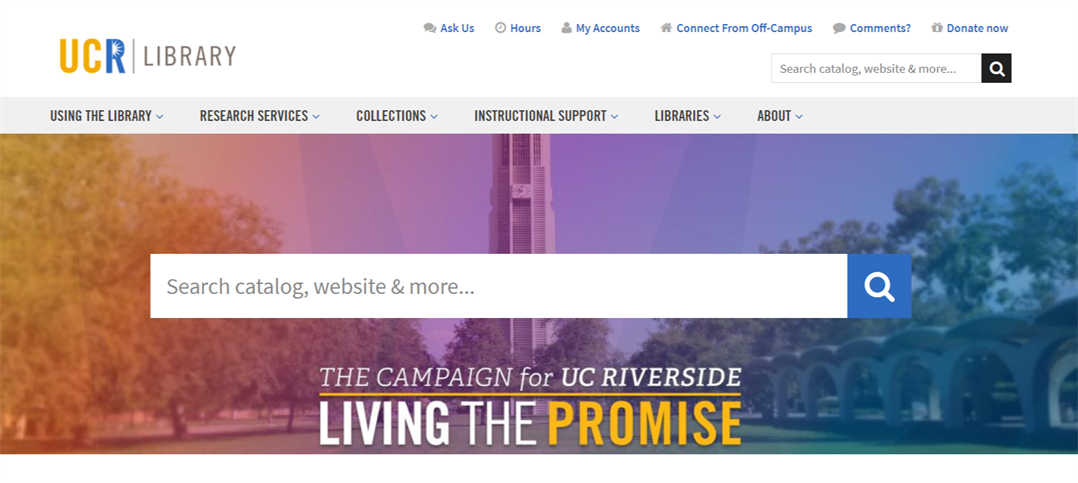 Ask Us Hours My Accounts Connect From Off-Campus Comments? Donate now
UCR LIBRARY
Search catalog, website & more...
USING THE LIBRARY RESEARCH SERVICES COLLECTIONS INSTRUCTIONAL SUPPORT LIBRARIES ABOUT
Search catalog, website & more...
THE CAMPAIGN for UC RIVERSIDE
LIVING THE PROMISE